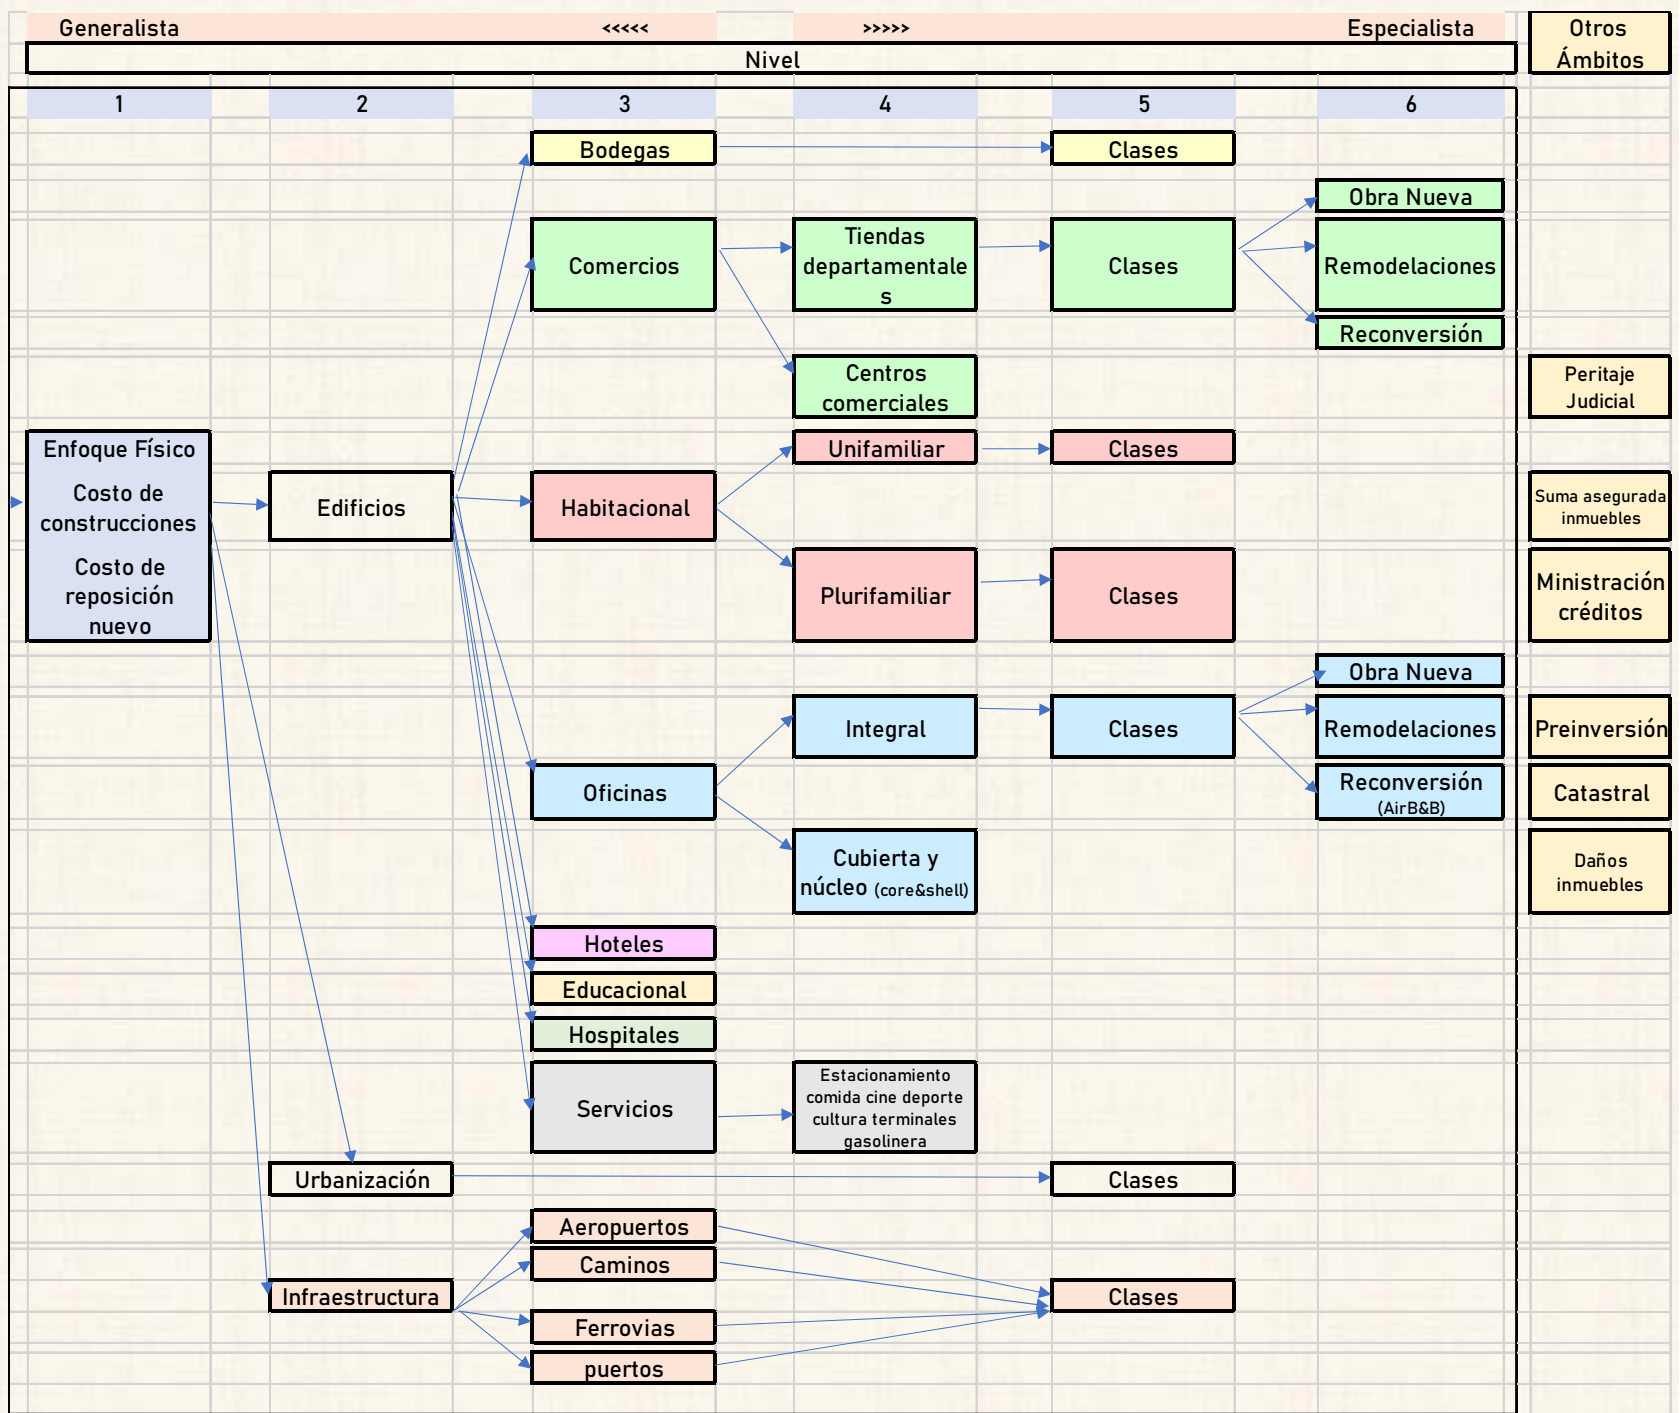 Generalista <<<<< >>>>> Especialista
Otros
Ámbitos
Nivel
1 2 3 4 5 6
Bodegas
Clases
Obra Nueva
Comercios
Tiendas
departamentale
s
Clases
Remodelaciones
Reconversión
Centros
comerciales
Peritaje
Judicial
Enfoque Físico
Costo de
construcciones
Costo de
reposición
nuevo
Edificios
Habitacional
Unifamiliar
Clases
Suma asegurada
inmuebles
Plurifamiliar
Clases
Ministración
créditos
Obra Nueva
Integral
Clases
Remodelaciones
Preinversión
Oficinas
Reconversión
(AirB&B)
Catastral
Cubierta y
núcleo (core&shell)
Daños
inmuebles
Hoteles
Educacional
Hospitales
Servicios
Estacionamiento
comida cine deporte
cultura terminales
gasolinera
Urbanización
Clases
Aeropuertos
Caminos
Infraestructura
Clases
Ferrovias
puertos